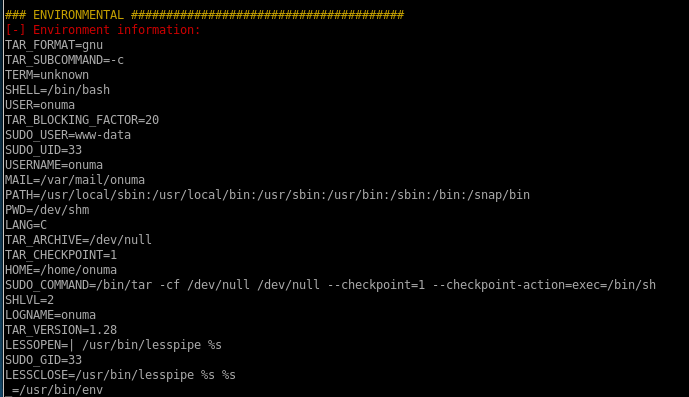 ### ENVIRONMENTAL #######################################
[-] Environment information:
TAR_FORMAT=gnu
TAR_SUBCOMMAND=-c
TERM=unknown
SHELL=/bin/bash
USER=onuma
TAR_BLOCKING_FACTOR=20
SUDO_USER=www-data
SUDO_UID=33
USERNAME=onuma
MAIL=/var/mail/onuma
PATH=/usr/local/sbin:/usr/local/bin:/usr/sbin:/usr/bin:/sbin:/bin:/snap/bin
PWD=/dev/shm
LANG=C
TAR_ARCHIVE=/dev/null
TAR_CHECKPOINT=1
HOME=/home/onuma
SUDO_COMMAND=/bin/tar -cf /dev/null /dev/null --checkpoint=1 --checkpoint-action=exec=/bin/sh
SHLVL=2
LOGNAME=onuma
TAR_VERSION=1.28
LESSOPEN=| /usr/bin/lesspipe %s
SUDO_GID=33
LESSCLOSE=/usr/bin/lesspipe %s %s
_=/usr/bin/env